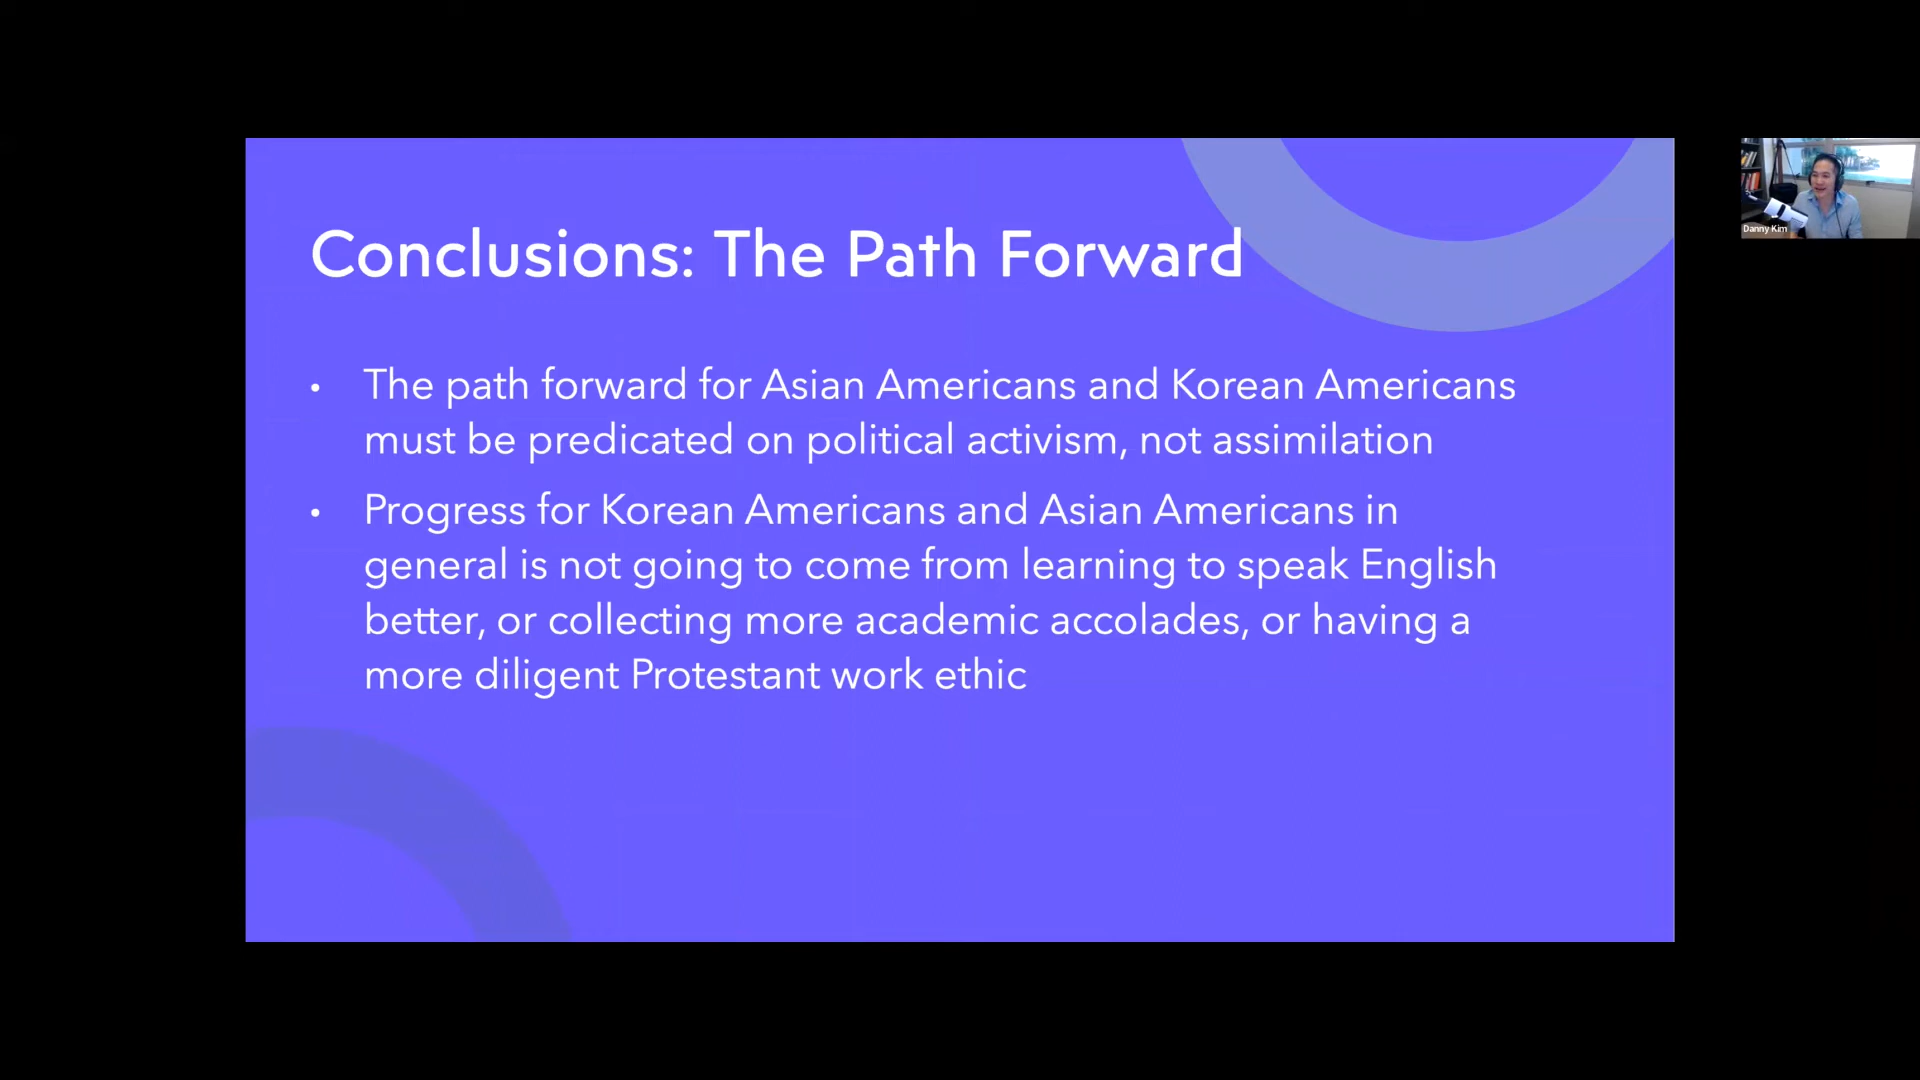 Conclusions: The Path Forward
• The path forward for Asian Americans and Korean Americans
must be predicated on political activism, not assimilation
• Progress for Korean Americans and Asian Americans in
general is not going to come from learning to speak English
better, or collecting more academic accolades, or having a
more diligent Protestant work ethic
Danny Kim